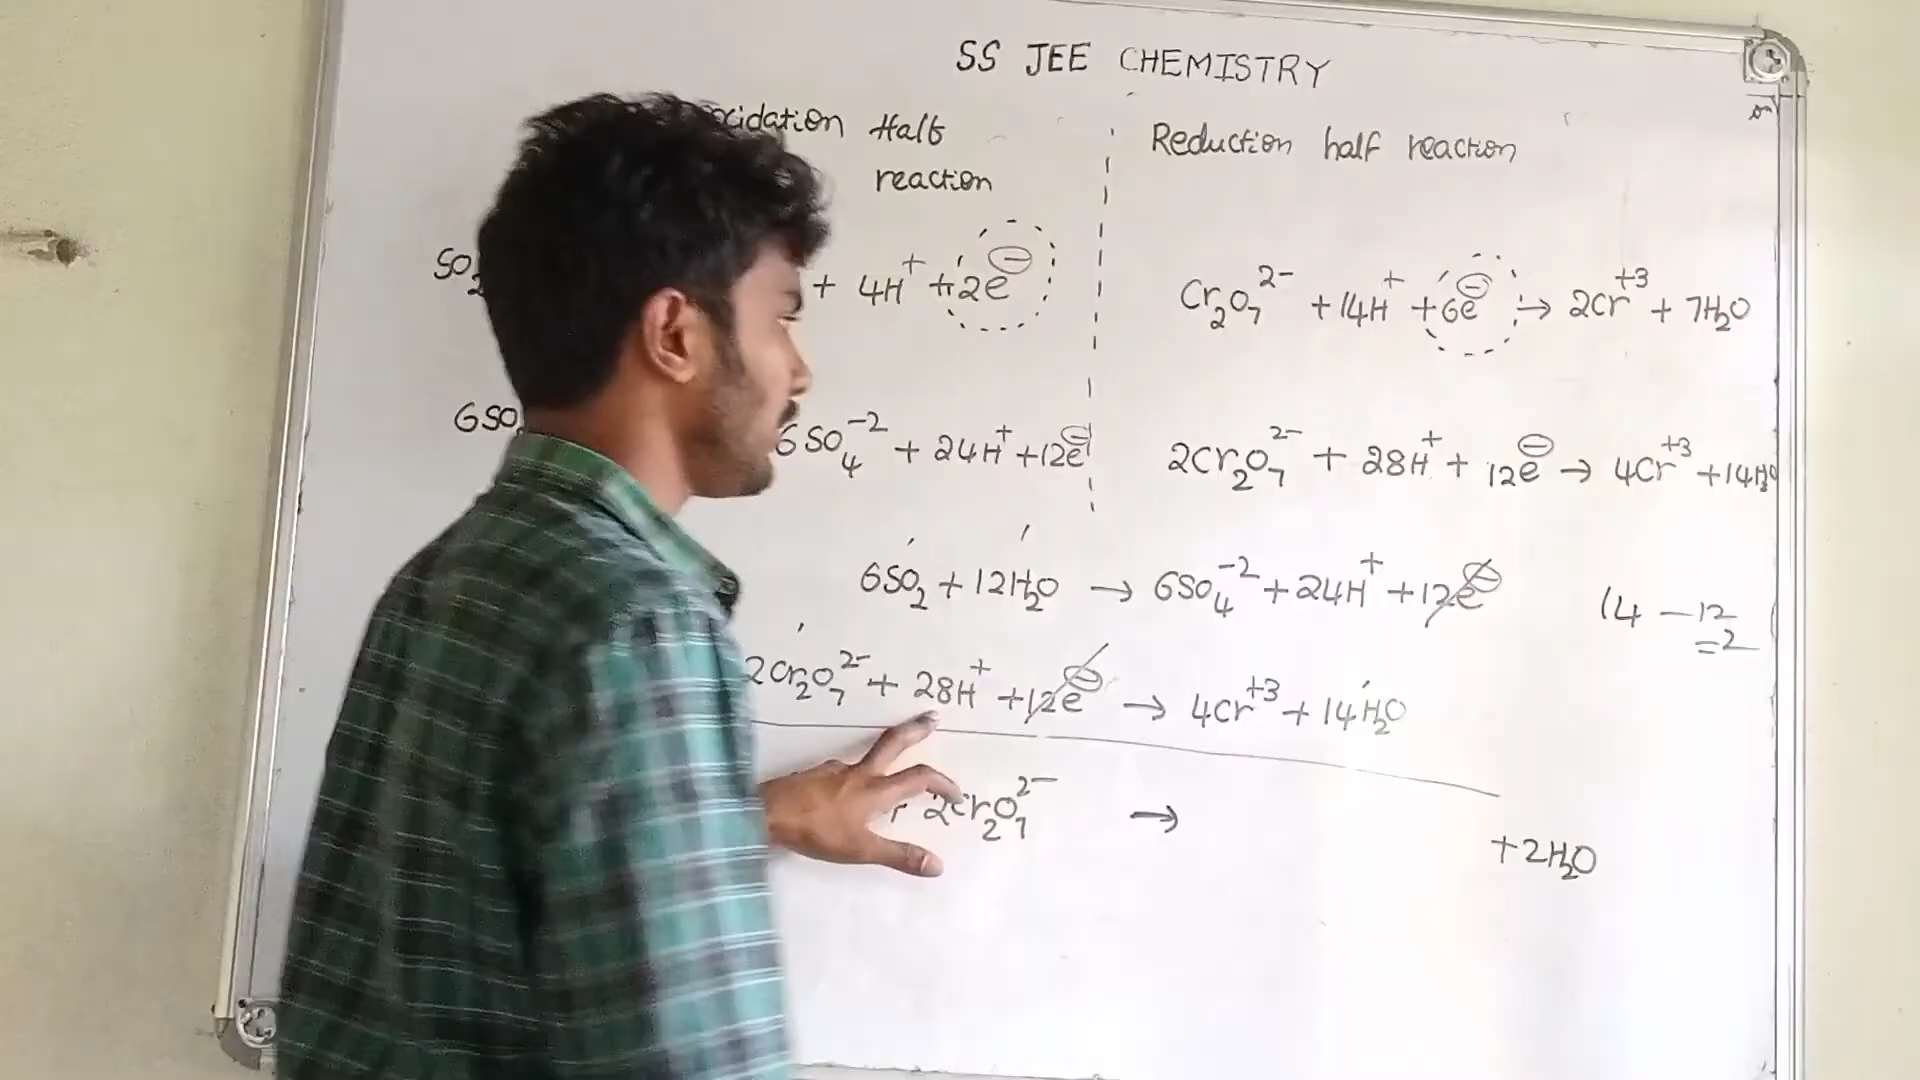 SS JEE CHEMISTRY
oxidation Half
reaction
Reduction half reaction
SO₂ + 4H⁺ + 2e⊖
Cr₂O₇²⁻ + 14H⁺ + 6e⊖ → 2Cr⁺³ + 7H₂O
6SO 6SO₄⁻² + 24H⁺ + 12e⊖
2Cr₂O₇²⁻ + 28H⁺ + 12e⊖ → 4Cr⁺³ + 14H₂O
6SO₂ + 12H₂O → 6SO₄⁻² + 24H⁺ + 12e⊖
14 – 12
= 2
2Cr₂O₇²⁻ + 28H⁺ + 12e⊖ → 4Cr⁺³ + 14H₂O
2Cr₂O₇²⁻ → + 2H₂O